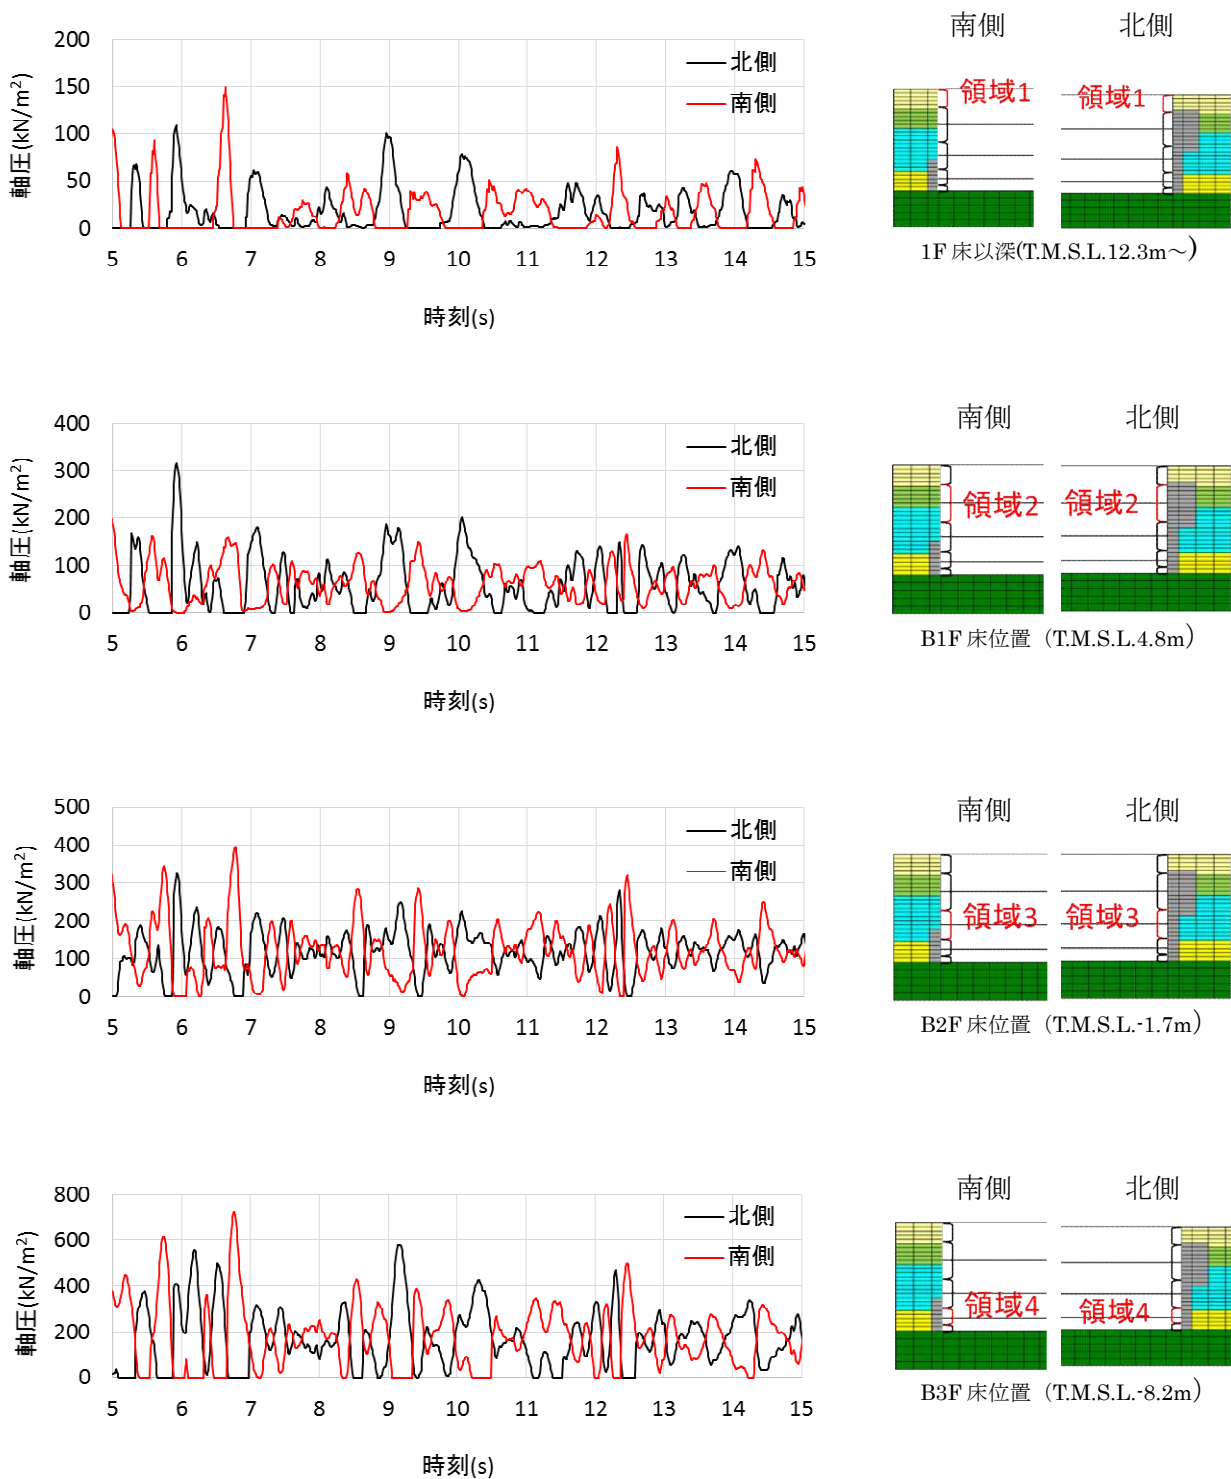 南側 北側
200
150
100
50
0
軸圧(kN/m²)
北側
南側
5 6 7 8 9 10 11 12 13 14 15
時刻(s)
領域1 領域1
1F 床以深(T.M.S.L.12.3m～)
南側 北側
400
300
200
100
0
軸圧(kN/m²)
北側
南側
5 6 7 8 9 10 11 12 13 14 15
時刻(s)
領域2 領域2
B1F 床位置（T.M.S.L.4.8m）
南側 北側
500
400
300
200
100
0
軸圧(kN/m²)
北側
南側
5 6 7 8 9 10 11 12 13 14 15
時刻(s)
領域3 領域3
B2F 床位置（T.M.S.L.-1.7m）
南側 北側
800
600
400
200
0
軸圧(kN/m²)
北側
南側
5 6 7 8 9 10 11 12 13 14 15
時刻(s)
領域4 領域4
B3F 床位置（T.M.S.L.-8.2m）